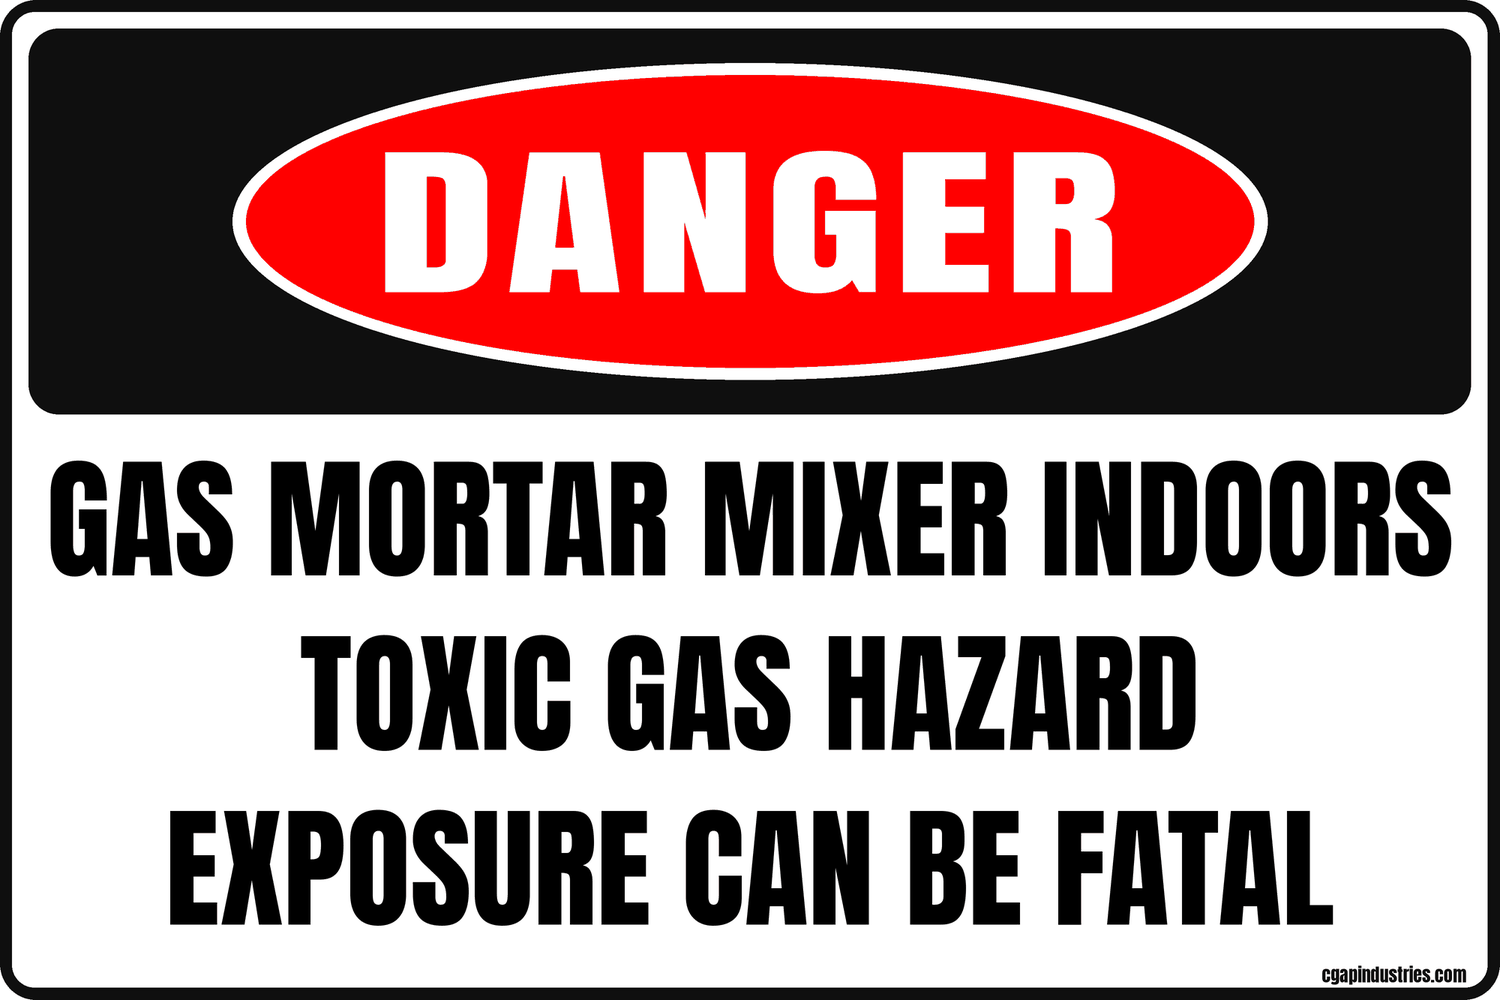 DANGER
GAS MORTAR MIXER INDOORS
TOXIC GAS HAZARD
EXPOSURE CAN BE FATAL
cgapindustries.com